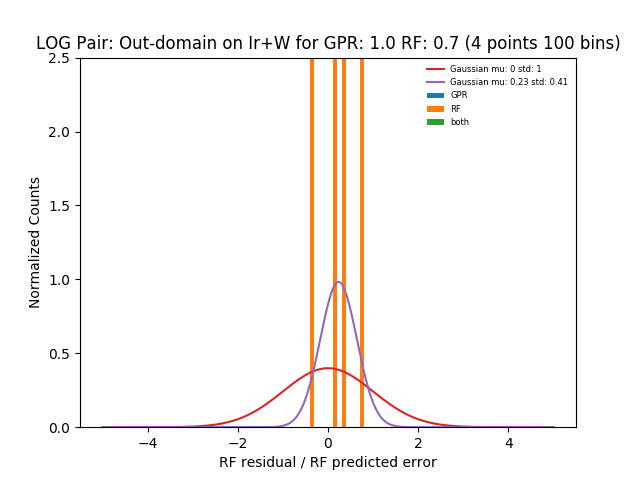 LOG Pair: Out-domain on Ir+W for GPR: 1.0 RF: 0.7 (4 points 100 bins)
Gaussian mu: 0 std: 1
Gaussian mu: 0.23 std: 0.41
GPR
RF
both
Normalized Counts
2.5
2.0
1.5
1.0
0.5
0.0
−4 −2 0 2 4
RF residual / RF predicted error